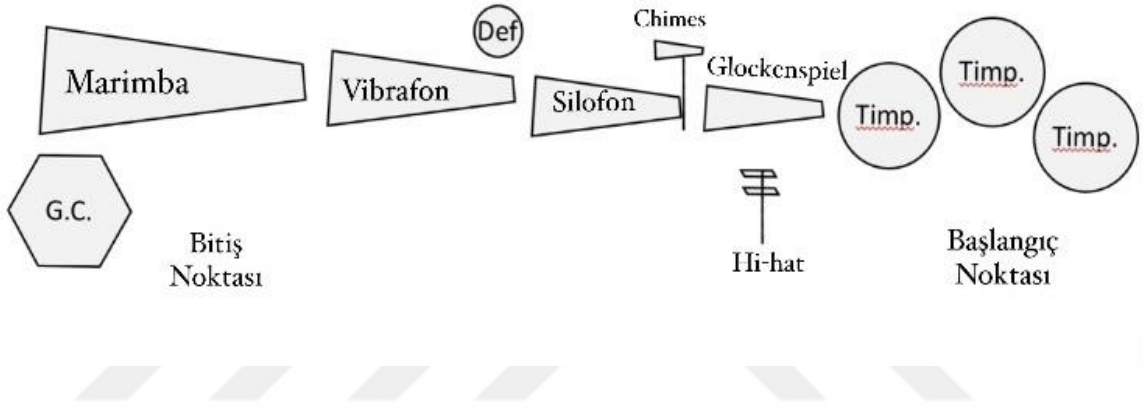 Def
Chimes
Marimba
Vibrafon
Silofon
Glockenspiel
Timp.
Timp.
Timp.
G.C.
Bitiş
Noktası
Hi-hat
Başlangıç
Noktası